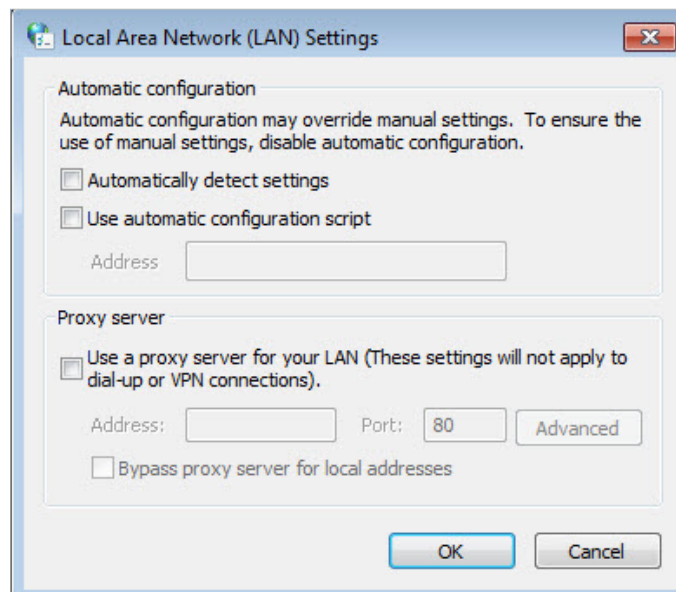 Local Area Network (LAN) Settings
Automatic configuration
Automatic configuration may override manual settings. To ensure the
use of manual settings, disable automatic configuration.
Automatically detect settings
Use automatic configuration script
Address
Proxy server
Use a proxy server for your LAN (These settings will not apply to
dial-up or VPN connections).
Address: Port: 80 Advanced
Bypass proxy server for local addresses
OK Cancel